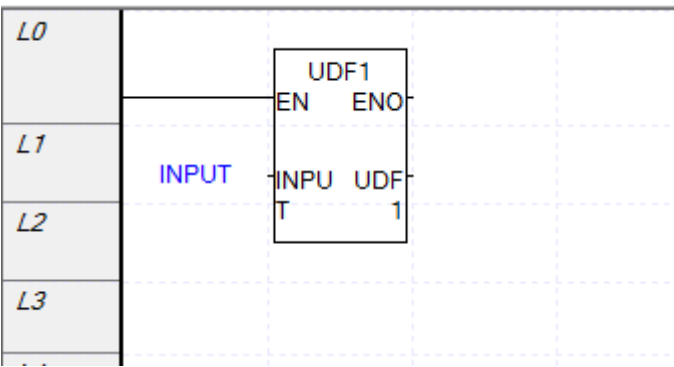 L0
UDF1
EN ENO
L1
INPUT INPU UDF
T 1
L2
L3